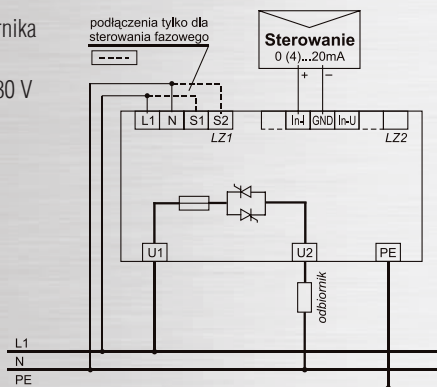 rnika
30 V
podłączenia tylko dla
sterowania fazowego
Sterowanie
0 (4)...20mA
+ −
L1 N S1 S2
LZ1
In-I GND In-U
LZ2
U1 U2 PE
odbiornik
L1
N
PE